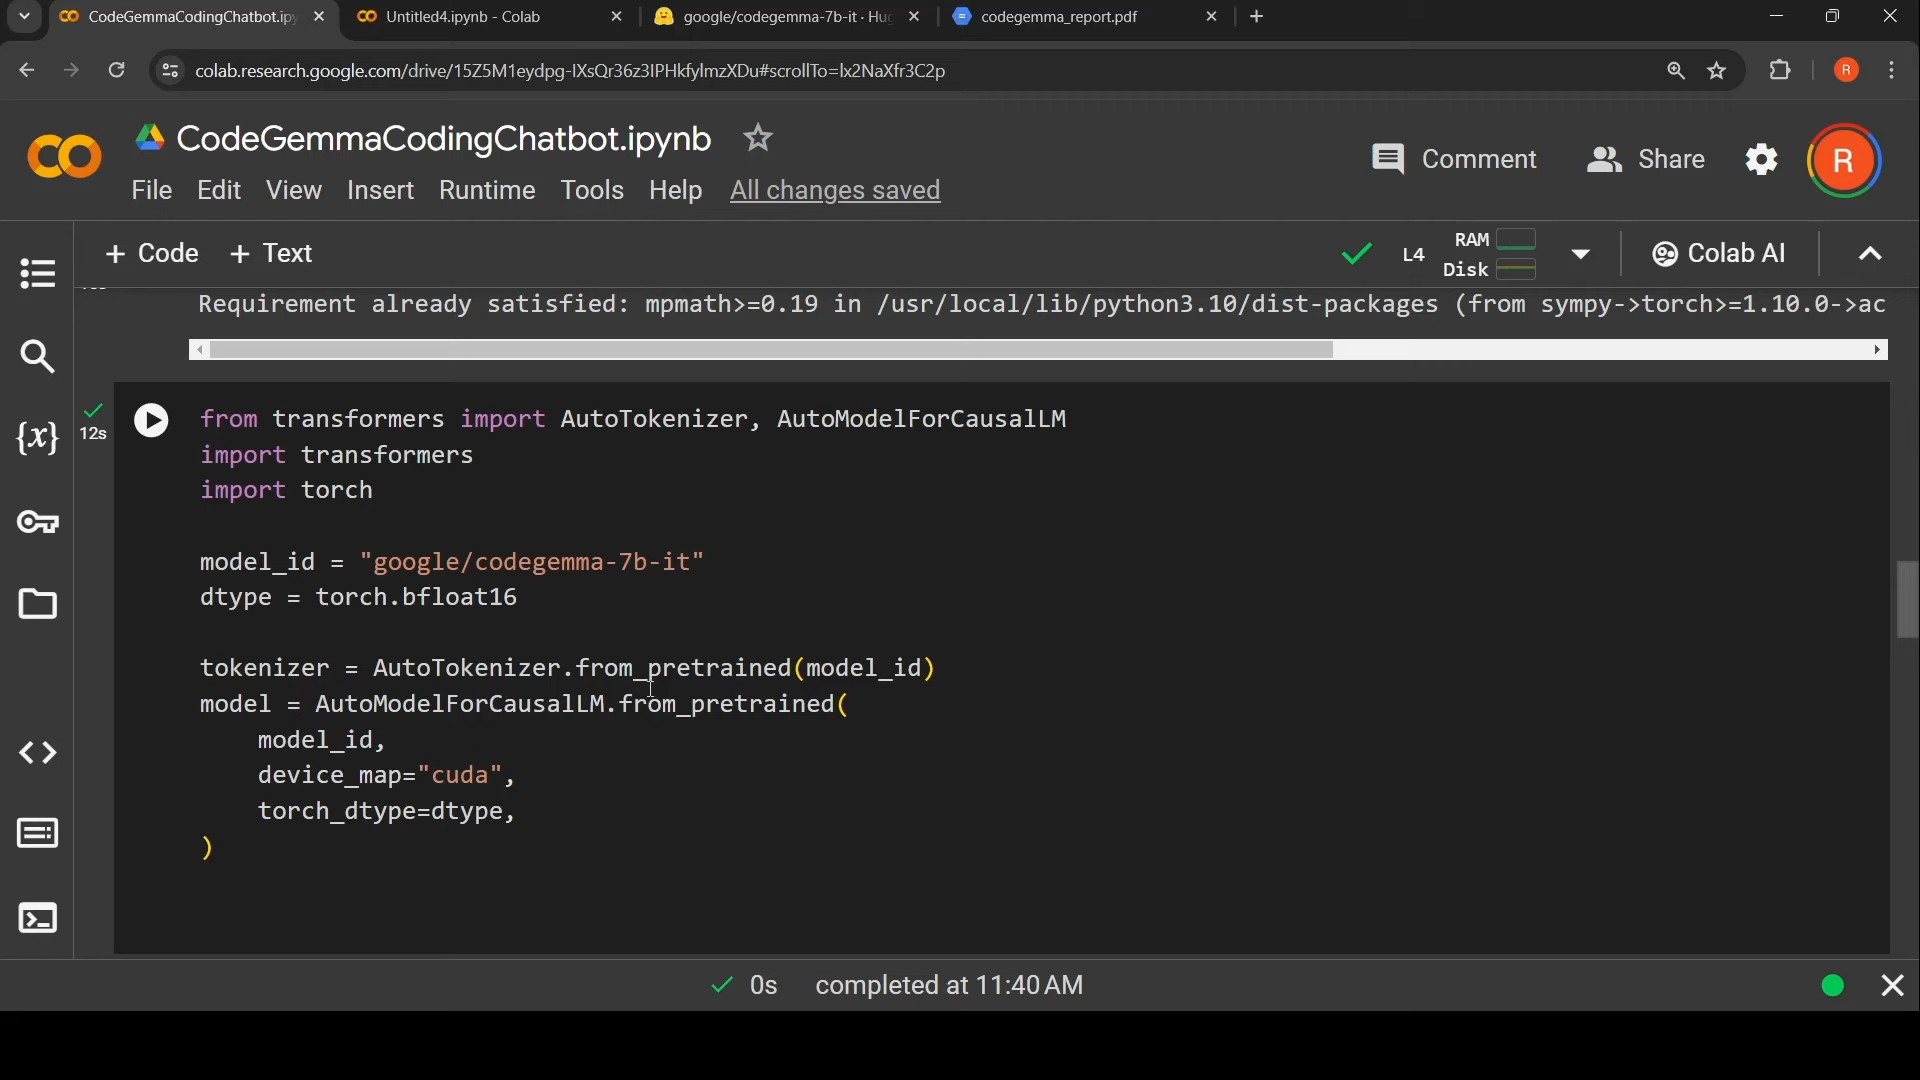 CodeGemmaCodingChatbot.ipy
Untitled4.ipynb - Colab
google/codegemma-7b-it · Hug
codegemma_report.pdf
colab.research.google.com/drive/15Z5M1eydpg-IXsQr36z3IPHkfylmzXDu#scrollTo=lx2NaXfr3C2p
R
CodeGemmaCodingChatbot.ipynb
Comment
Share
R
File Edit View Insert Runtime Tools Help All changes saved
+ Code + Text
L4
RAM
Disk
Colab AI
Requirement already satisfied: mpmath>=0.19 in /usr/local/lib/python3.10/dist-packages (from sympy->torch>=1.10.0->ac
12s
from transformers import AutoTokenizer, AutoModelForCausalLM
import transformers
import torch
model_id = "google/codegemma-7b-it"
dtype = torch.bfloat16
tokenizer = AutoTokenizer.from_pretrained(model_id)
model = AutoModelForCausalLM.from_pretrained(
    model_id,
    device_map="cuda",
    torch_dtype=dtype,
)
{x}
0s completed at 11:40 AM